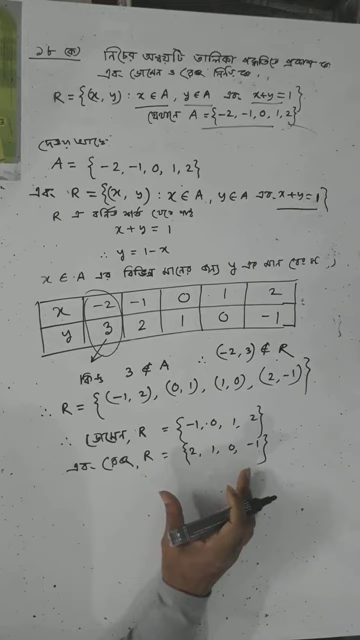 ১৮ (ক) নিচের অন্বয়টি তালিকা পদ্ধতিতে প্রকাশ কর
এবং ডোমেন ও রেঞ্জ নির্ণয় কর,
R = {(x, y) : x ∈ A, y ∈ A এবং x+y=1}
যেখানে A = {-2, -1, 0, 1, 2}
দেওয়া আছে
A = {-2, -1, 0, 1, 2}
এবং R = {(x, y) : x ∈ A, y ∈ A এবং x+y=1}
R এ বর্ণিত শর্ত থেকে পাই
x+y = 1
∴ y = 1-x
x ∈ A এর বিভিন্ন মানের জন্য y এর মান বের করি
x -2 -1 0 1 2
y 3 2 1 0 -1
কিন্তু 3 ∉ A ∴ (-2, 3) ∉ R
∴ R = {(-1, 2), (0, 1), (1, 0), (2, -1)}
∴ ডোমেন, R = {-1, 0, 1, 2}
এবং রেঞ্জ, R = {2, 1, 0, -1}